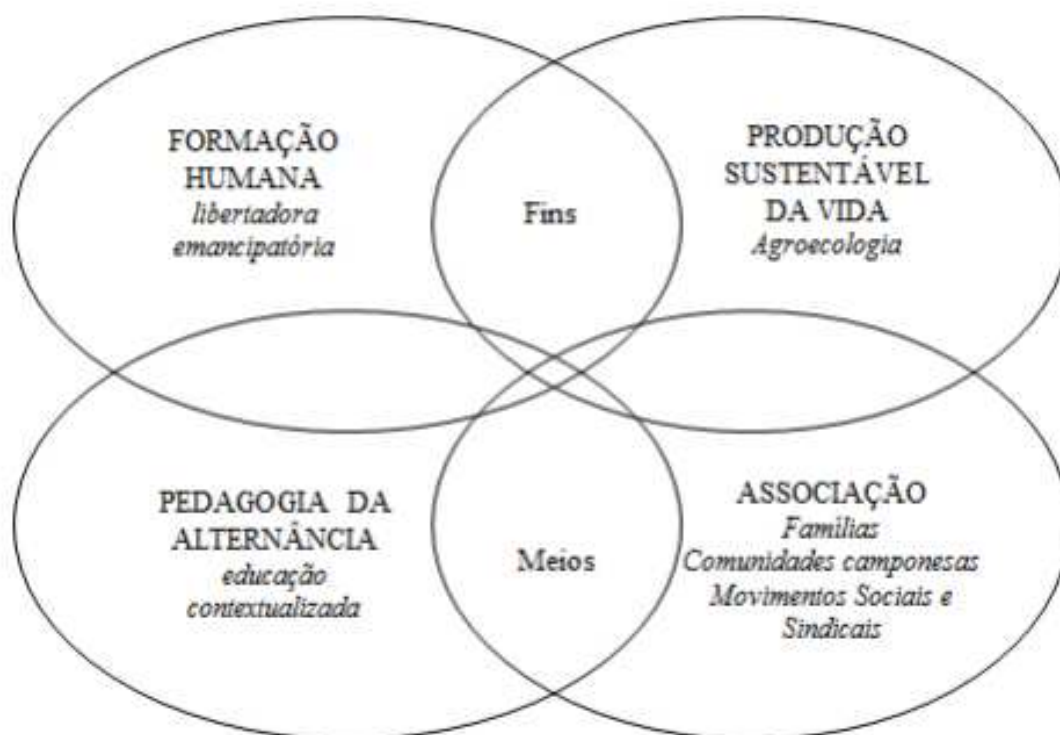 FORMAÇÃO
HUMANA
libertadora
emancipatória
Fins
PRODUÇÃO
SUSTENTÁVEL
DA VIDA
Agroecologia
PEDAGOGIA DA
ALTERNÂNCIA
educação
contextualizada
Meios
ASSOCIAÇÃO
Famílias
Comunidades camponesas
Movimentos Sociais e
Sindicais